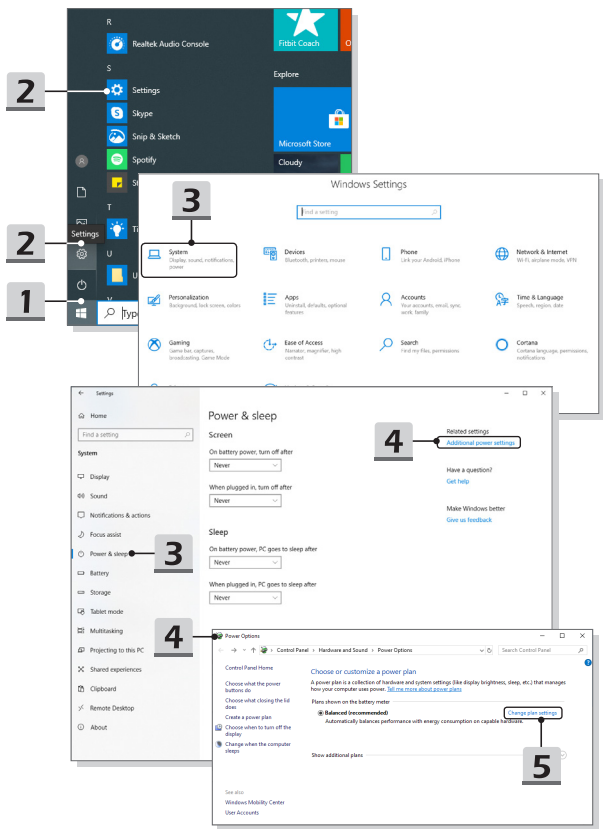 R
Realtek Audio Console
Fitbit Coach
O
S
Explore
2
Settings
Skype
Snip & Sketch
Microsoft Store
Spotify
Cloudy
St
T
Ti
Settings
2
U
U
1
V
Type
Windows Settings
3
Find a setting
System
Display, sound, notifications,
power
Devices
Bluetooth, printers, mouse
Phone
Link your Android, iPhone
Network & Internet
Wi-Fi, airplane mode, VPN
Personalization
Background, lock screen, colors
Apps
Uninstall, defaults, optional
features
Accounts
Your accounts, email, sync,
work, family
Time & Language
Speech, region, date
Gaming
Game bar, captures,
broadcasting, Game Mode
Ease of Access
Narrator, magnifier, high
contrast
Search
Find my files, permissions
Cortana
Cortana language, permissions,
notifications
Settings
Home
Find a setting
System
Display
Sound
Notifications & actions
Focus assist
Power & sleep
3
Battery
Storage
Tablet mode
Multitasking
Projecting to this PC
Shared experiences
Clipboard
Remote Desktop
About
Power & sleep
Screen
On battery power, turn off after
Never
When plugged in, turn off after
Never
Sleep
On battery power, PC goes to sleep after
Never
When plugged in, PC goes to sleep after
Never
4
Related settings
Additional power settings
Have a question?
Get help
Make Windows better
Give us feedback
4
Power Options
Control Panel › Hardware and Sound › Power Options
Search Control Panel
Control Panel Home
Choose what the power
buttons do
Choose what closing the lid
does
Create a power plan
Choose when to turn off the
display
Change when the computer
sleeps
See also
Windows Mobility Center
User Accounts
Choose or customize a power plan
A power plan is a collection of hardware and system settings (like display brightness, sleep, etc.) that manages
how your computer uses power. Tell me more about power plans
Plans shown on the battery meter
Balanced (recommended)
Change plan settings
Automatically balances performance with energy consumption on capable hardware.
Show additional plans
5